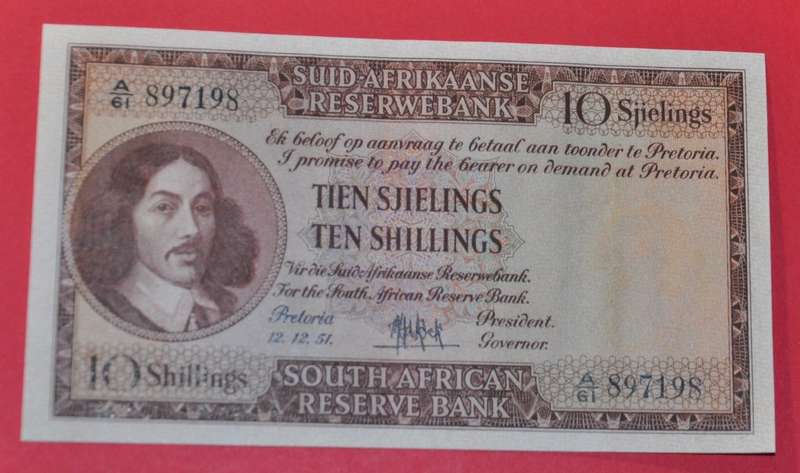 A/61 897198
SUID-AFRIKAANSE
RESERWEBANK
10 Sjielings
Ek beloof op aanvraag te betaal aan toonder te Pretoria.
I promise to pay the bearer on demand at Pretoria.
TIEN SJIELINGS
TEN SHILLINGS
Vir die Suid-Afrikaanse Reserwebank.
For the South African Reserve Bank.
Pretoria
12.12.51.
President.
Governor.
10 Shillings
SOUTH AFRICAN
RESERVE BANK
A/61 897198